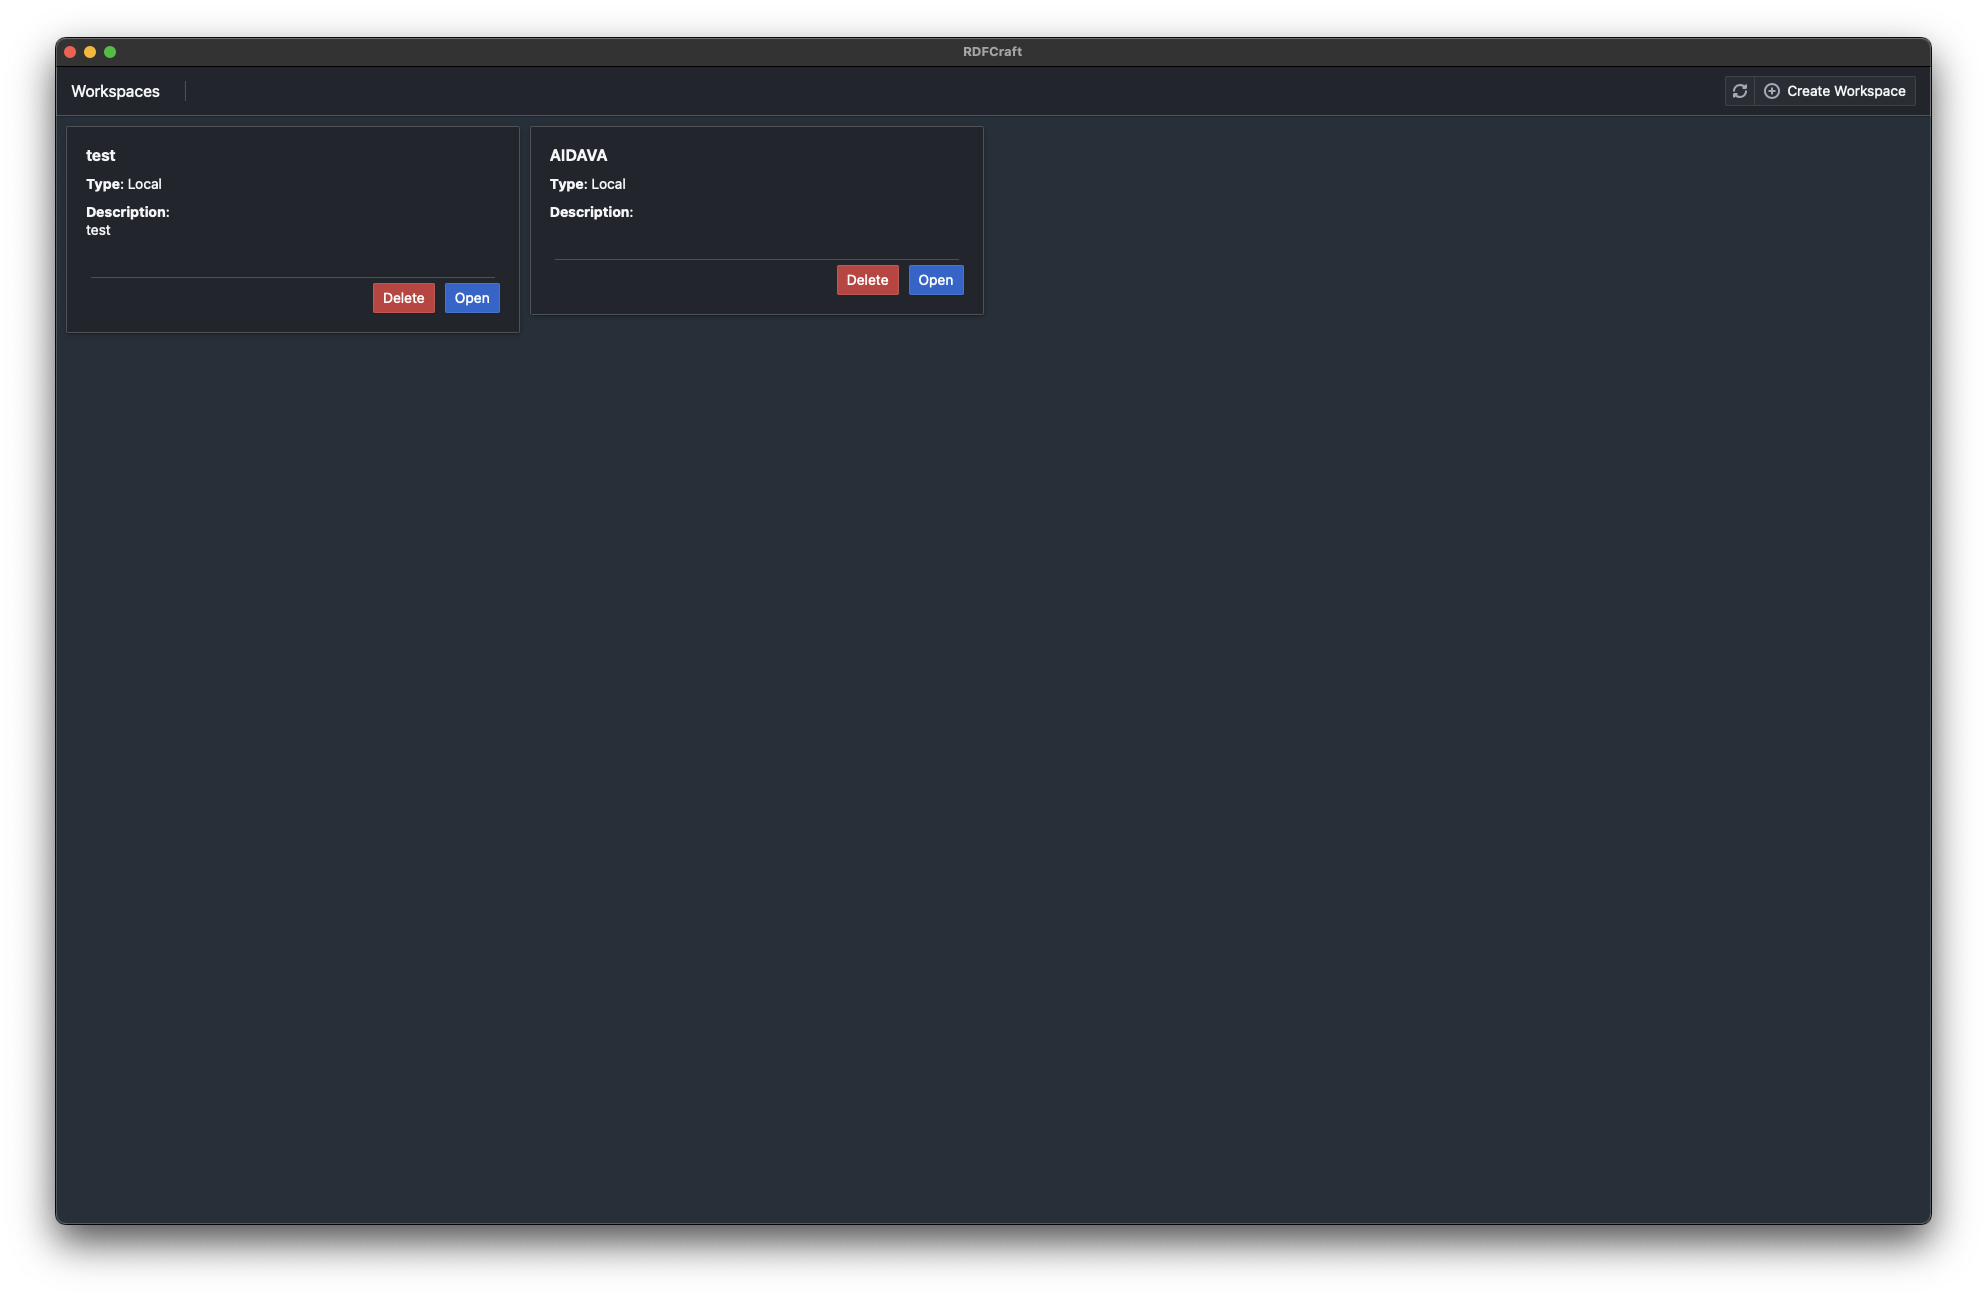 RDFCraft
Workspaces
Create Workspace
test
Type: Local
Description:
test
Delete
Open
AIDAVA
Type: Local
Description:
Delete
Open